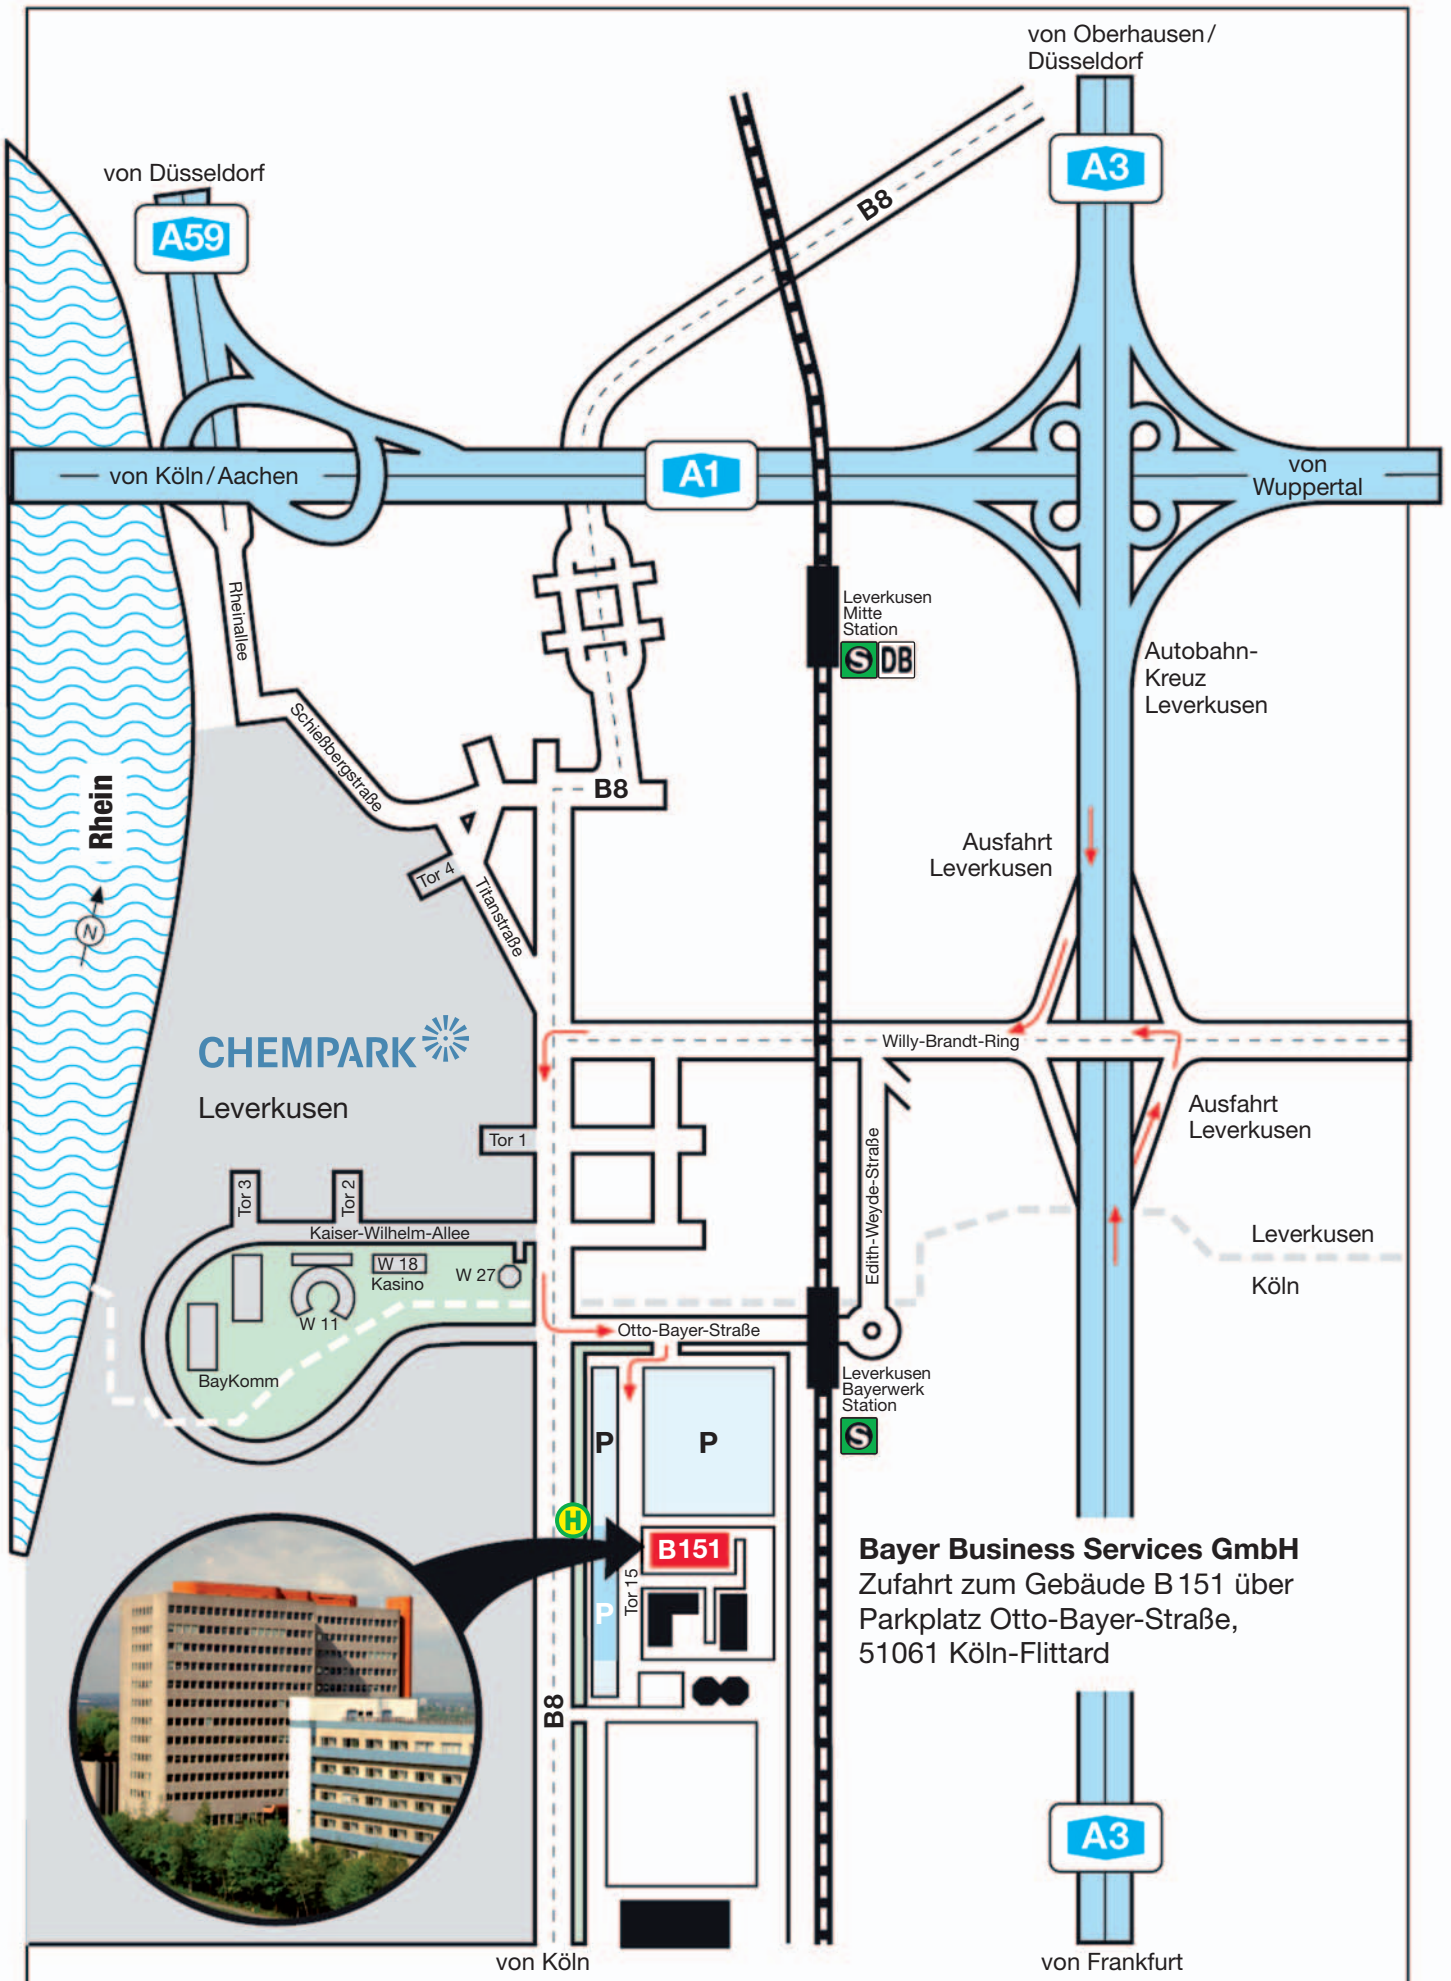 von Oberhausen/
Düsseldorf
A3
von Düsseldorf
A59
B8
von Köln/Aachen
A1
von
Wuppertal
Rheinallee
Leverkusen
Mitte
Station
S DB
Autobahn-
Kreuz
Leverkusen
Schießbergstraße
B8
Rhein
N
Tor 4
Titanstraße
Ausfahrt
Leverkusen
CHEMPARK
Leverkusen
Willy-Brandt-Ring
Ausfahrt
Leverkusen
Tor 1
Tor 3
Tor 2
Kaiser-Wilhelm-Allee
Edith-Weyde-Straße
W 18
Kasino
W 27
W 11
BayKomm
Leverkusen
Köln
Otto-Bayer-Straße
Leverkusen
Bayerwerk
Station
S
P
P
H
B151
P
Tor 15
Bayer Business Services GmbH
Zufahrt zum Gebäude B 151 über
Parkplatz Otto-Bayer-Straße,
51061 Köln-Flittard
B8
A3
von Köln
von Frankfurt